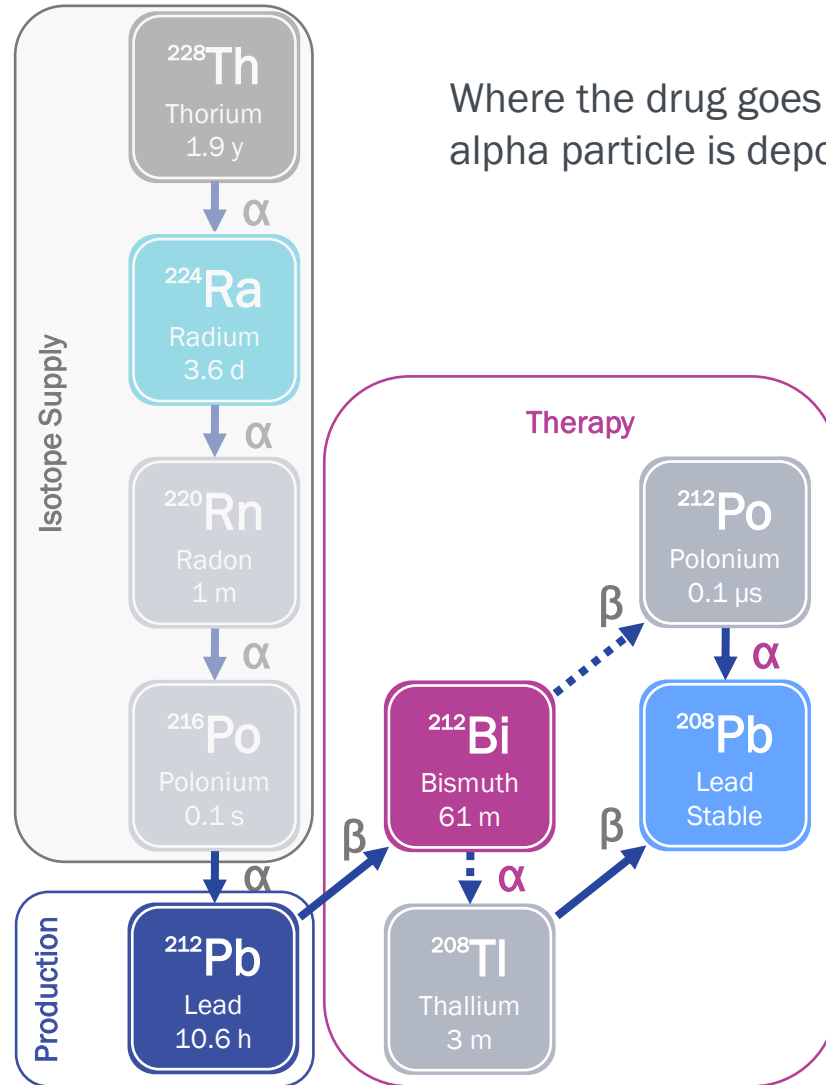 Where the drug goes
alpha particle is depo
Isotope Supply
²²⁸Th
Thorium
1.9 y
α
²²⁴Ra
Radium
3.6 d
α
²²⁰Rn
Radon
1 m
α
²¹⁶Po
Polonium
0.1 s
α
Production
²¹²Pb
Lead
10.6 h
β
Therapy
²¹²Bi
Bismuth
61 m
α
²⁰⁸Tl
Thallium
3 m
β
²¹²Po
Polonium
0.1 µs
α
β
²⁰⁸Pb
Lead
Stable